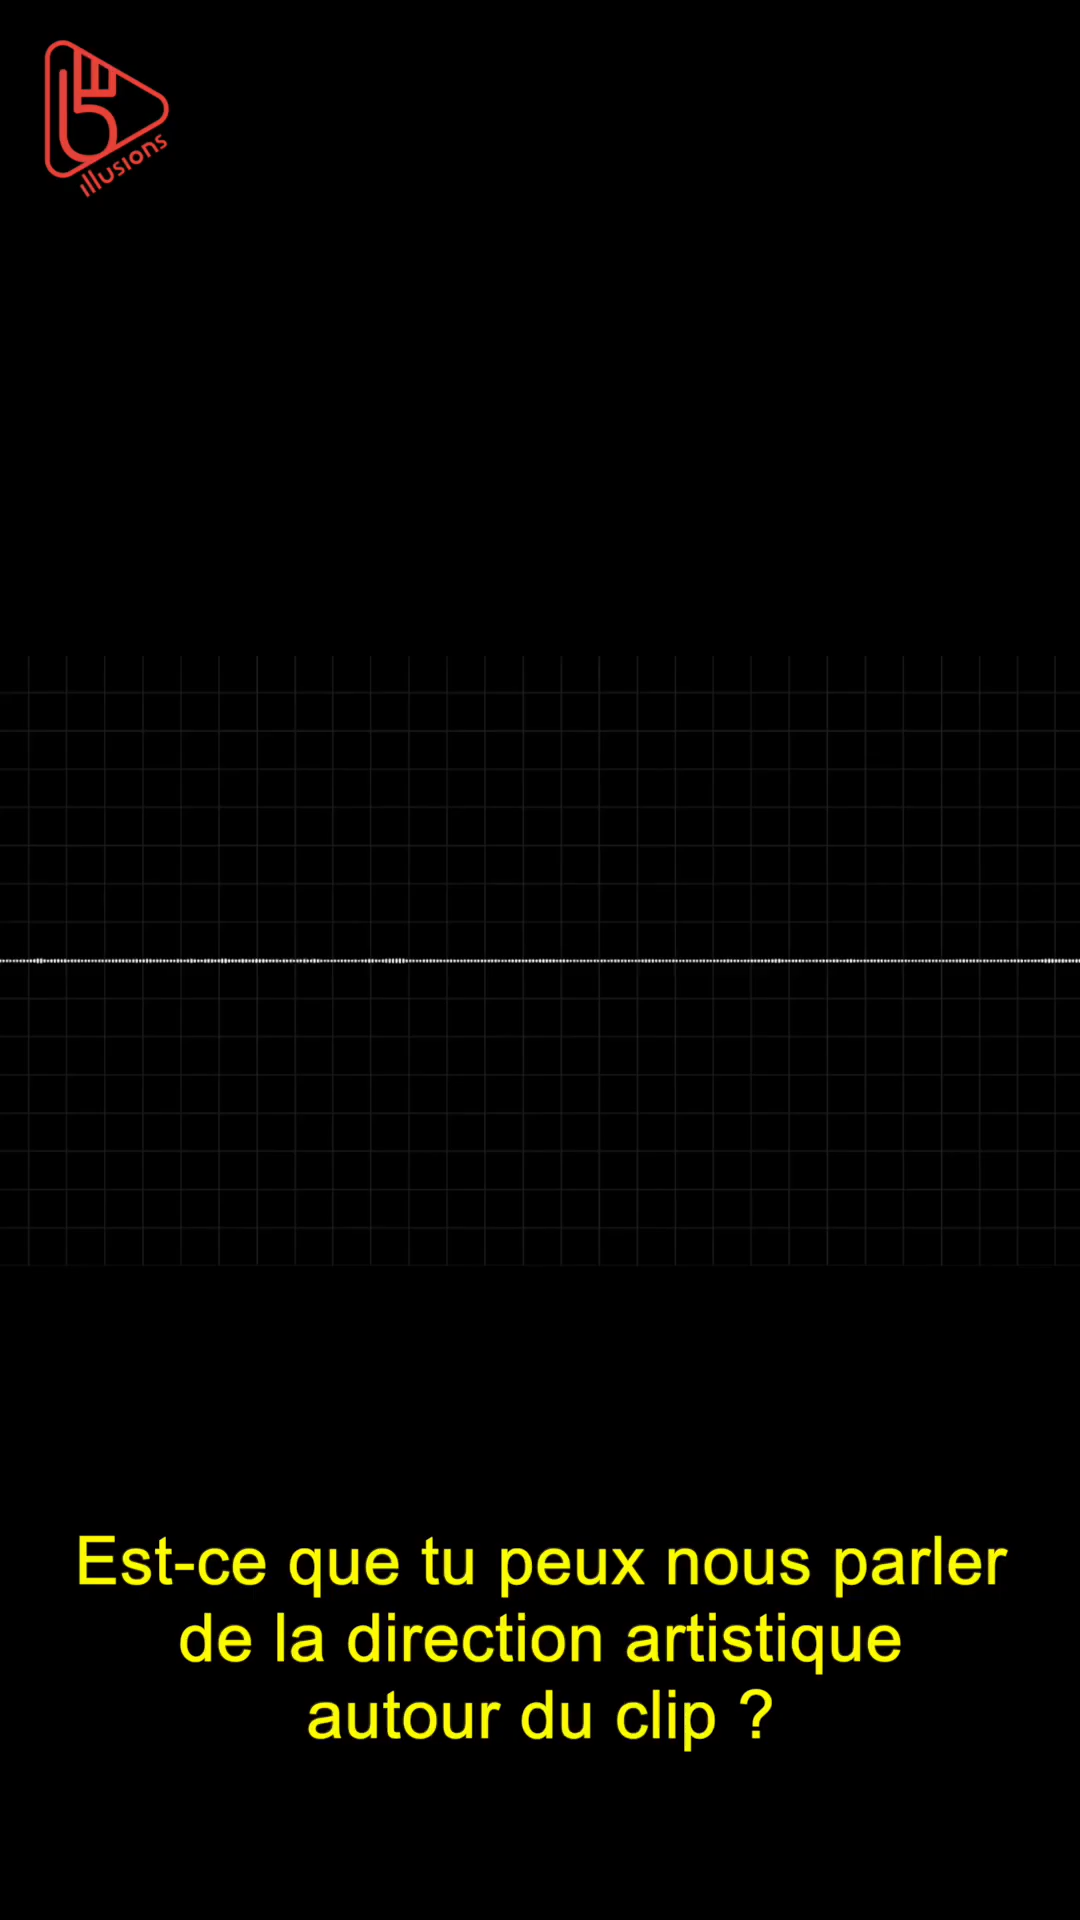 illusions
Est-ce que tu peux nous parler
de la direction artistique
autour du clip ?